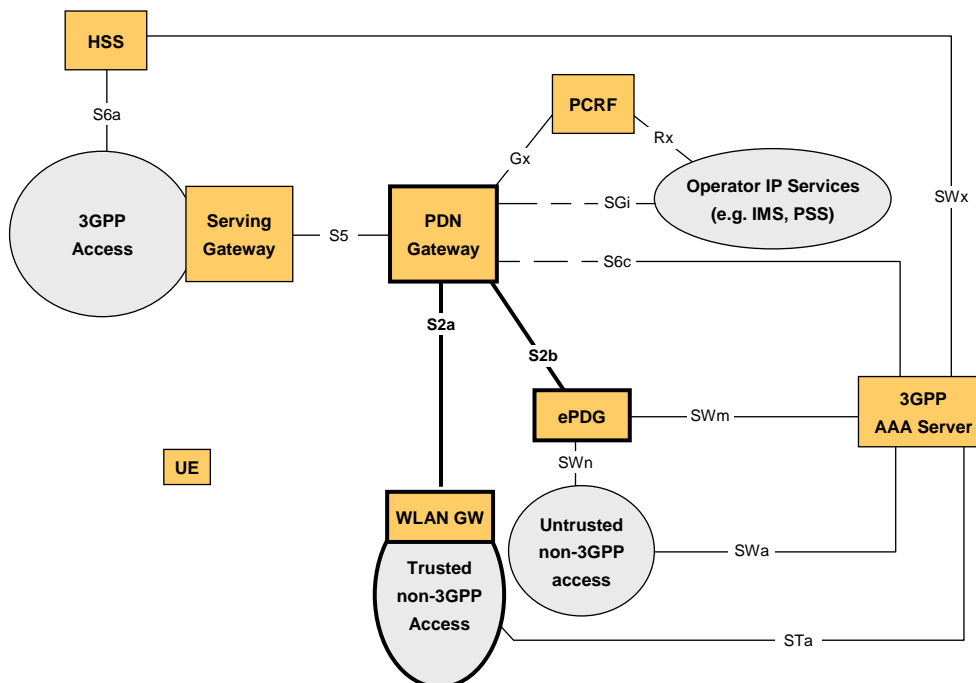 HSS
S6a
PCRF
Gx
Rx
SWx
3GPP
Access
Serving
Gateway
S5
PDN
Gateway
SGi
Operator IP Services
(e.g. IMS, PSS)
S6c
S2a
S2b
ePDG
SWm
3GPP
AAA Server
SWn
UE
WLAN GW
Trusted
non-3GPP
Access
Untrusted
non-3GPP
access
SWa
STa